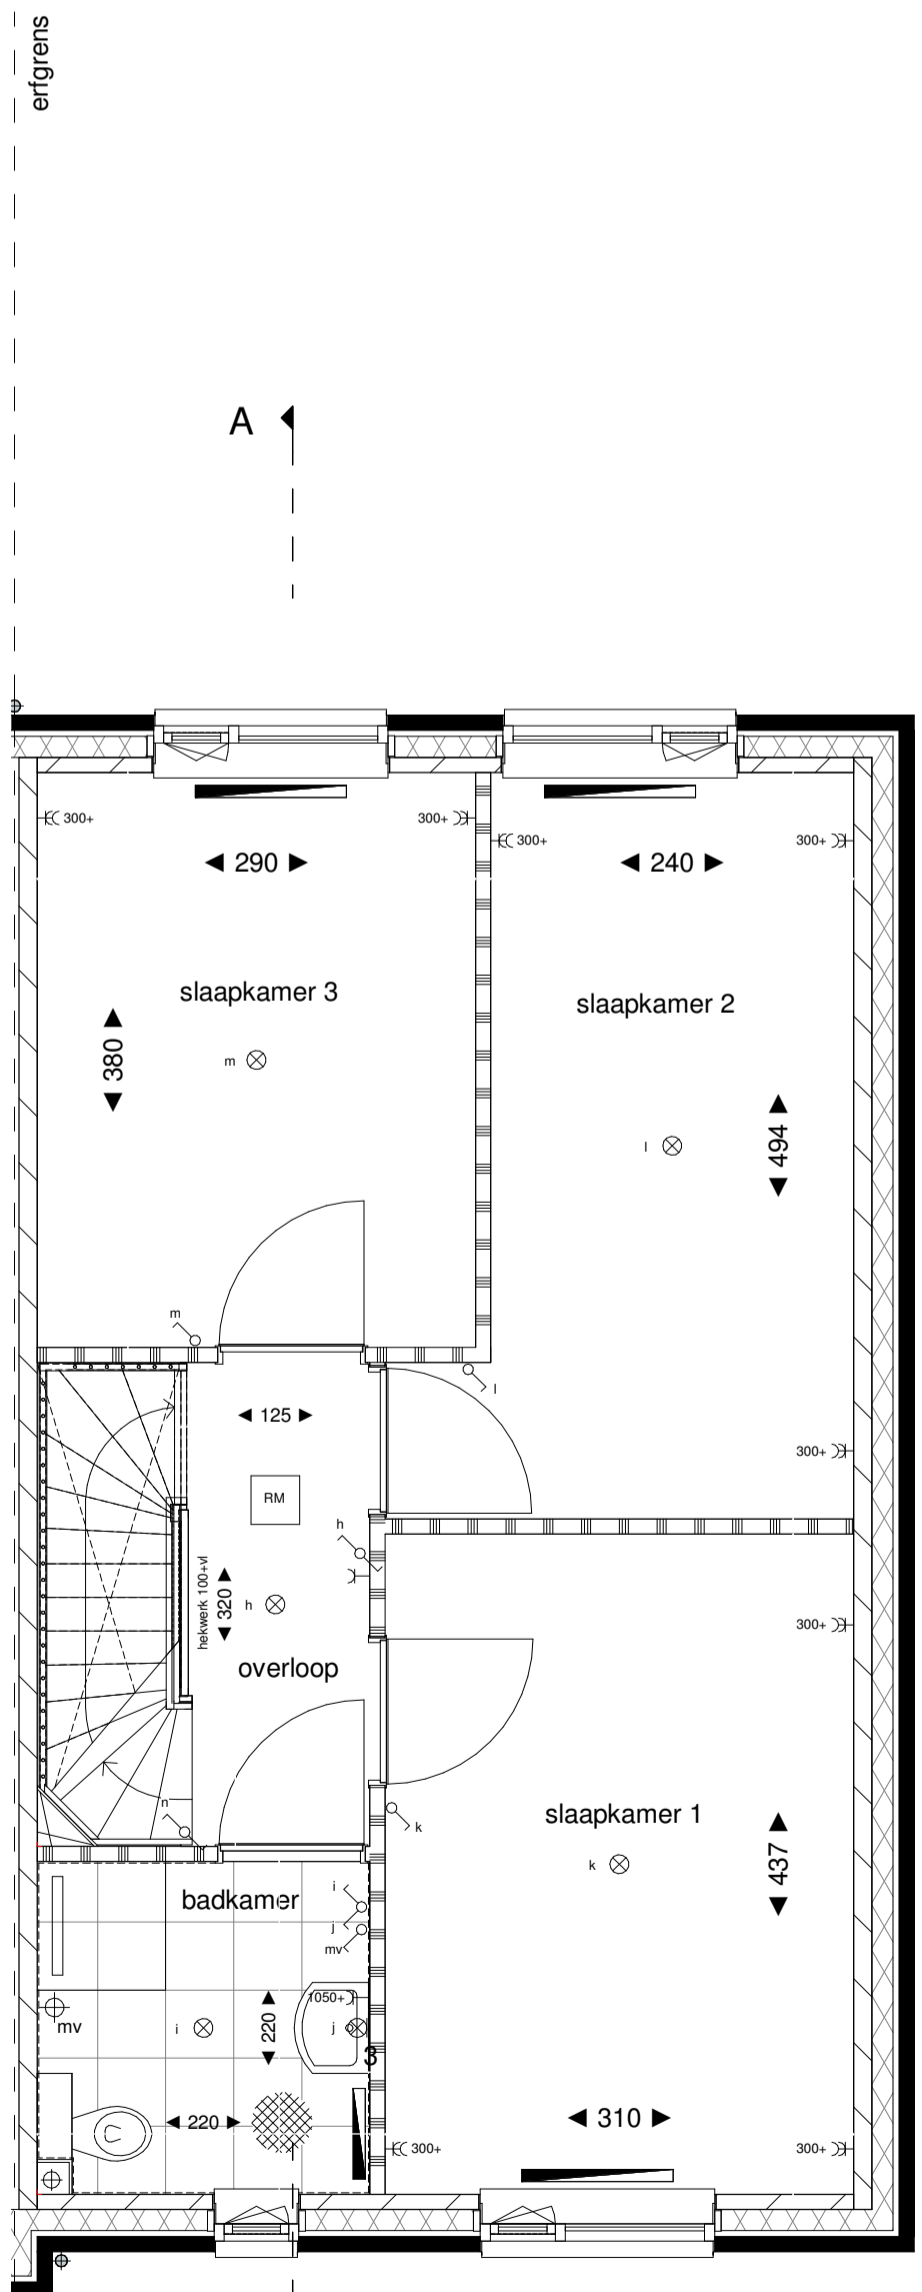 erfgrens
A
300+
300+
300+
300+
290
240
slaapkamer 3
slaapkamer 2
380
m
494
l
m
l
125
300+
RM
h
hekwerk 100+vl
320
h
300+
overloop
n
k
slaapkamer 1
k
437
badkamer
i
j
mv
1050+
mv
i
220
j
3
220
310
300+
300+